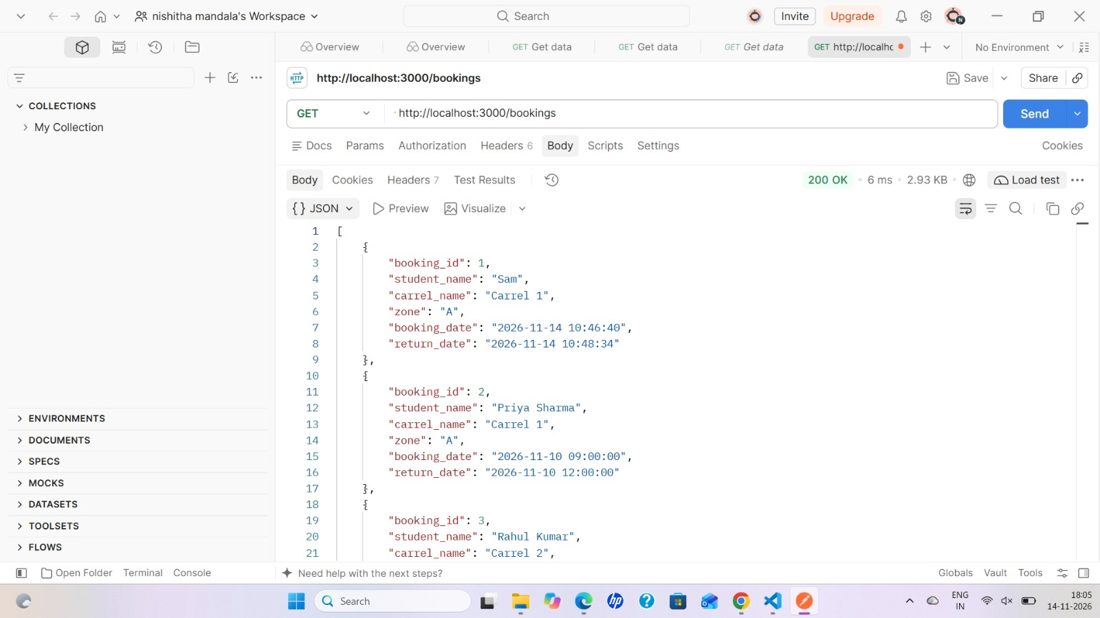 nishitha mandala's Workspace
Search
Invite
Upgrade
Overview
Overview
GET Get data
GET Get data
GET Get data
GET http://localhc
No Environment
HTTP http://localhost:3000/bookings
Save
Share
COLLECTIONS
My Collection
GET
http://localhost:3000/bookings
Send
Docs Params Authorization Headers 6 Body Scripts Settings
Cookies
Body Cookies Headers 7 Test Results
200 OK • 6 ms • 2.93 KB
Load test
{} JSON
Preview
Visualize
1 [
2 {
3 "booking_id": 1,
4 "student_name": "Sam",
5 "carrel_name": "Carrel 1",
6 "zone": "A",
7 "booking_date": "2026-11-14 10:46:40",
8 "return_date": "2026-11-14 10:48:34"
9 },
10 {
11 "booking_id": 2,
12 "student_name": "Priya Sharma",
13 "carrel_name": "Carrel 1",
14 "zone": "A",
15 "booking_date": "2026-11-10 09:00:00",
16 "return_date": "2026-11-10 12:00:00"
17 },
18 {
19 "booking_id": 3,
20 "student_name": "Rahul Kumar",
21 "carrel_name": "Carrel 2",
ENVIRONMENTS
DOCUMENTS
SPECS
MOCKS
DATASETS
TOOLSETS
FLOWS
Open Folder Terminal Console
Need help with the next steps?
Globals Vault Tools
Search
hp
ENG
IN
18:05
14-11-2026